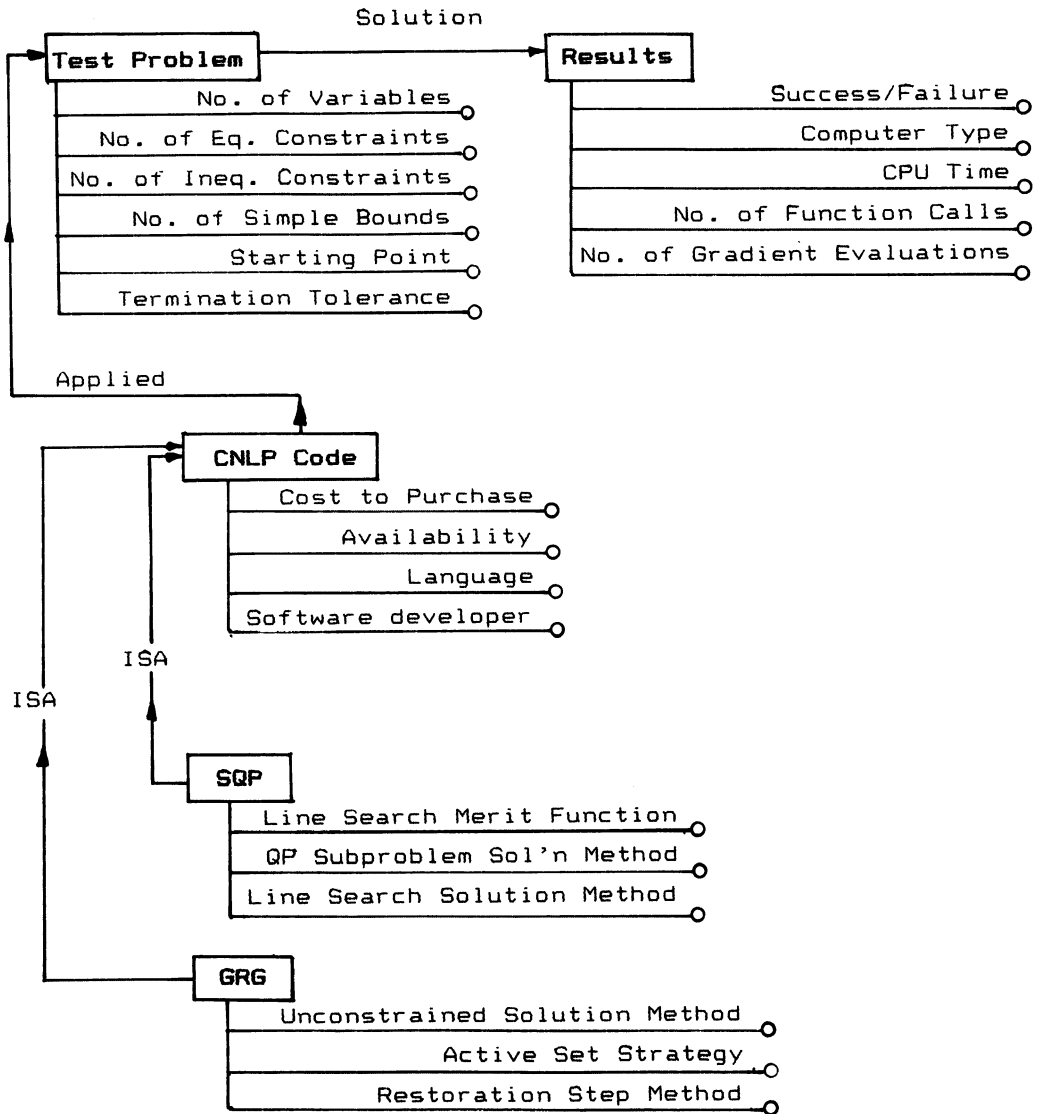 Solution
Test Problem
Results
No. of Variables
No. of Eq. Constraints
No. of Ineq. Constraints
No. of Simple Bounds
Starting Point
Termination Tolerance
Success/Failure
Computer Type
CPU Time
No. of Function Calls
No. of Gradient Evaluations
Applied
CNLP Code
Cost to Purchase
Availability
Language
Software developer
ISA
ISA
SQP
Line Search Merit Function
QP Subproblem Sol'n Method
Line Search Solution Method
GRG
Unconstrained Solution Method
Active Set Strategy
Restoration Step Method